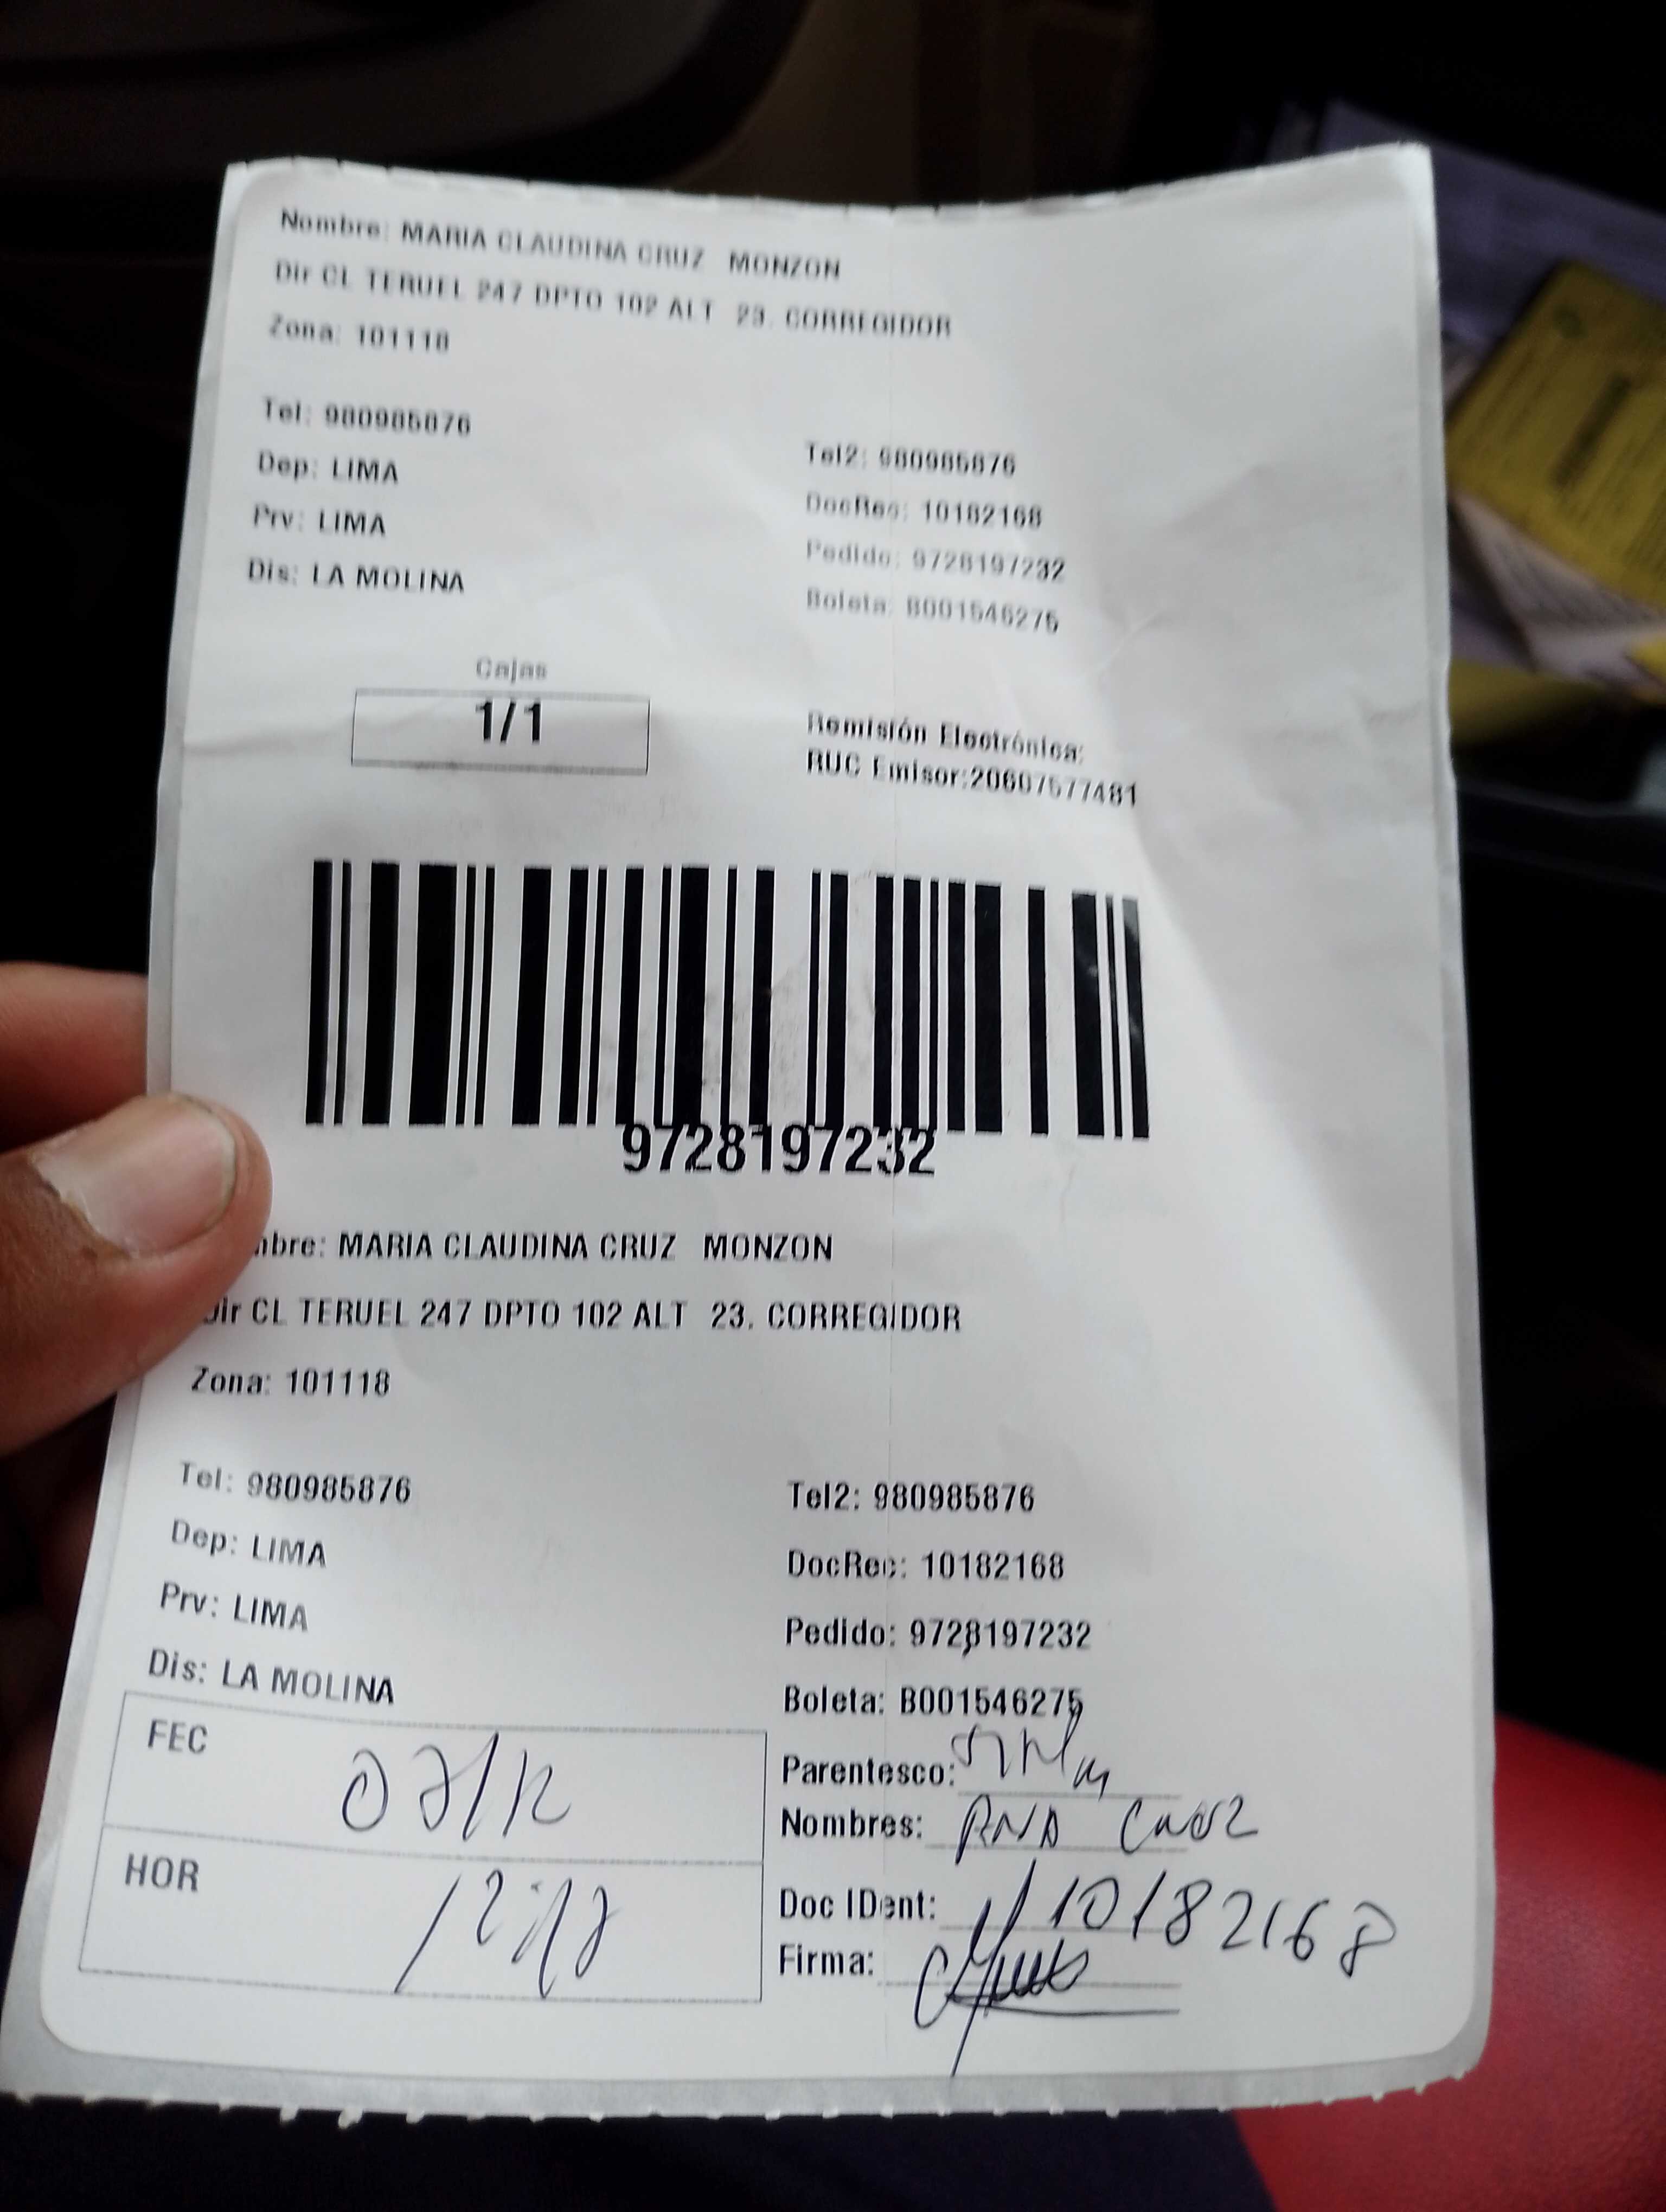 Nombre: MARIA CLAUDINA CRUZ MONZON
Dir CL TERUEL 247 DPTO 102 ALT 23. CORREGIDOR
Zona: 101118
Tel: 980985876
Tel2: 980985876
Dep: LIMA
DocRec: 10182168
Prv: LIMA
Pedido: 9728197232
Dis: LA MOLINA
Boleta: B001546275
Cajas
1/1
Remisión Electrónica:
RUC Emisor:20607577481
9728197232
mbre: MARIA CLAUDINA CRUZ MONZON
Dir CL TERUEL 247 DPTO 102 ALT 23. CORREGIDOR
Zona: 101118
Tel: 980985876
Tel2: 980985876
Dep: LIMA
DocRec: 10182168
Prv: LIMA
Pedido: 9728197232
Dis: LA MOLINA
Boleta: B001546275
FEC
Parentesco:
Nombres: ANA CRUZ
HOR
Doc IDent: 10182168
Firma: